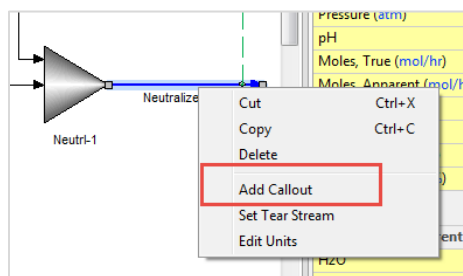 Pressure (atm)
pH
Moles, True (mol/hr)
Moles, Apparent (mol/h
Neutralize
Neutrl-1
Cut Ctrl+X
Copy Ctrl+C
Delete
Add Callout
Set Tear Stream
Edit Units
)
ent
H2O